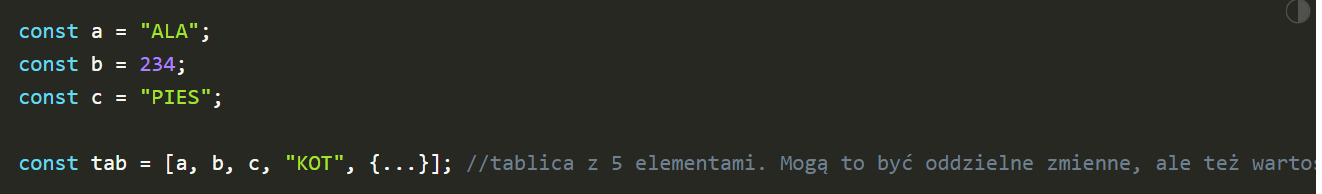 const a = "ALA";
const b = 234;
const c = "PIES";
const tab = [a, b, c, "KOT", {...}]; //tablica z 5 elementami. Mogą to być oddzielne zmienne, ale też